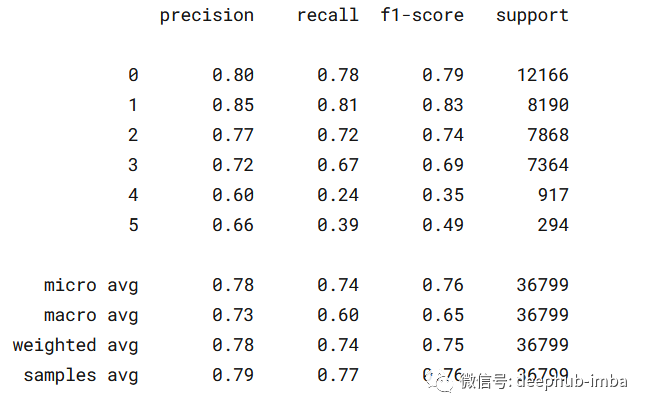 precision recall f1-score support
0 0.80 0.78 0.79 12166
1 0.85 0.81 0.83 8190
2 0.77 0.72 0.74 7868
3 0.72 0.67 0.69 7364
4 0.60 0.24 0.35 917
5 0.66 0.39 0.49 294
micro avg 0.78 0.74 0.76 36799
macro avg 0.73 0.60 0.65 36799
weighted avg 0.78 0.74 0.75 36799
samples avg 0.79 0.77 0.76 36799
微信号: deephub-imba